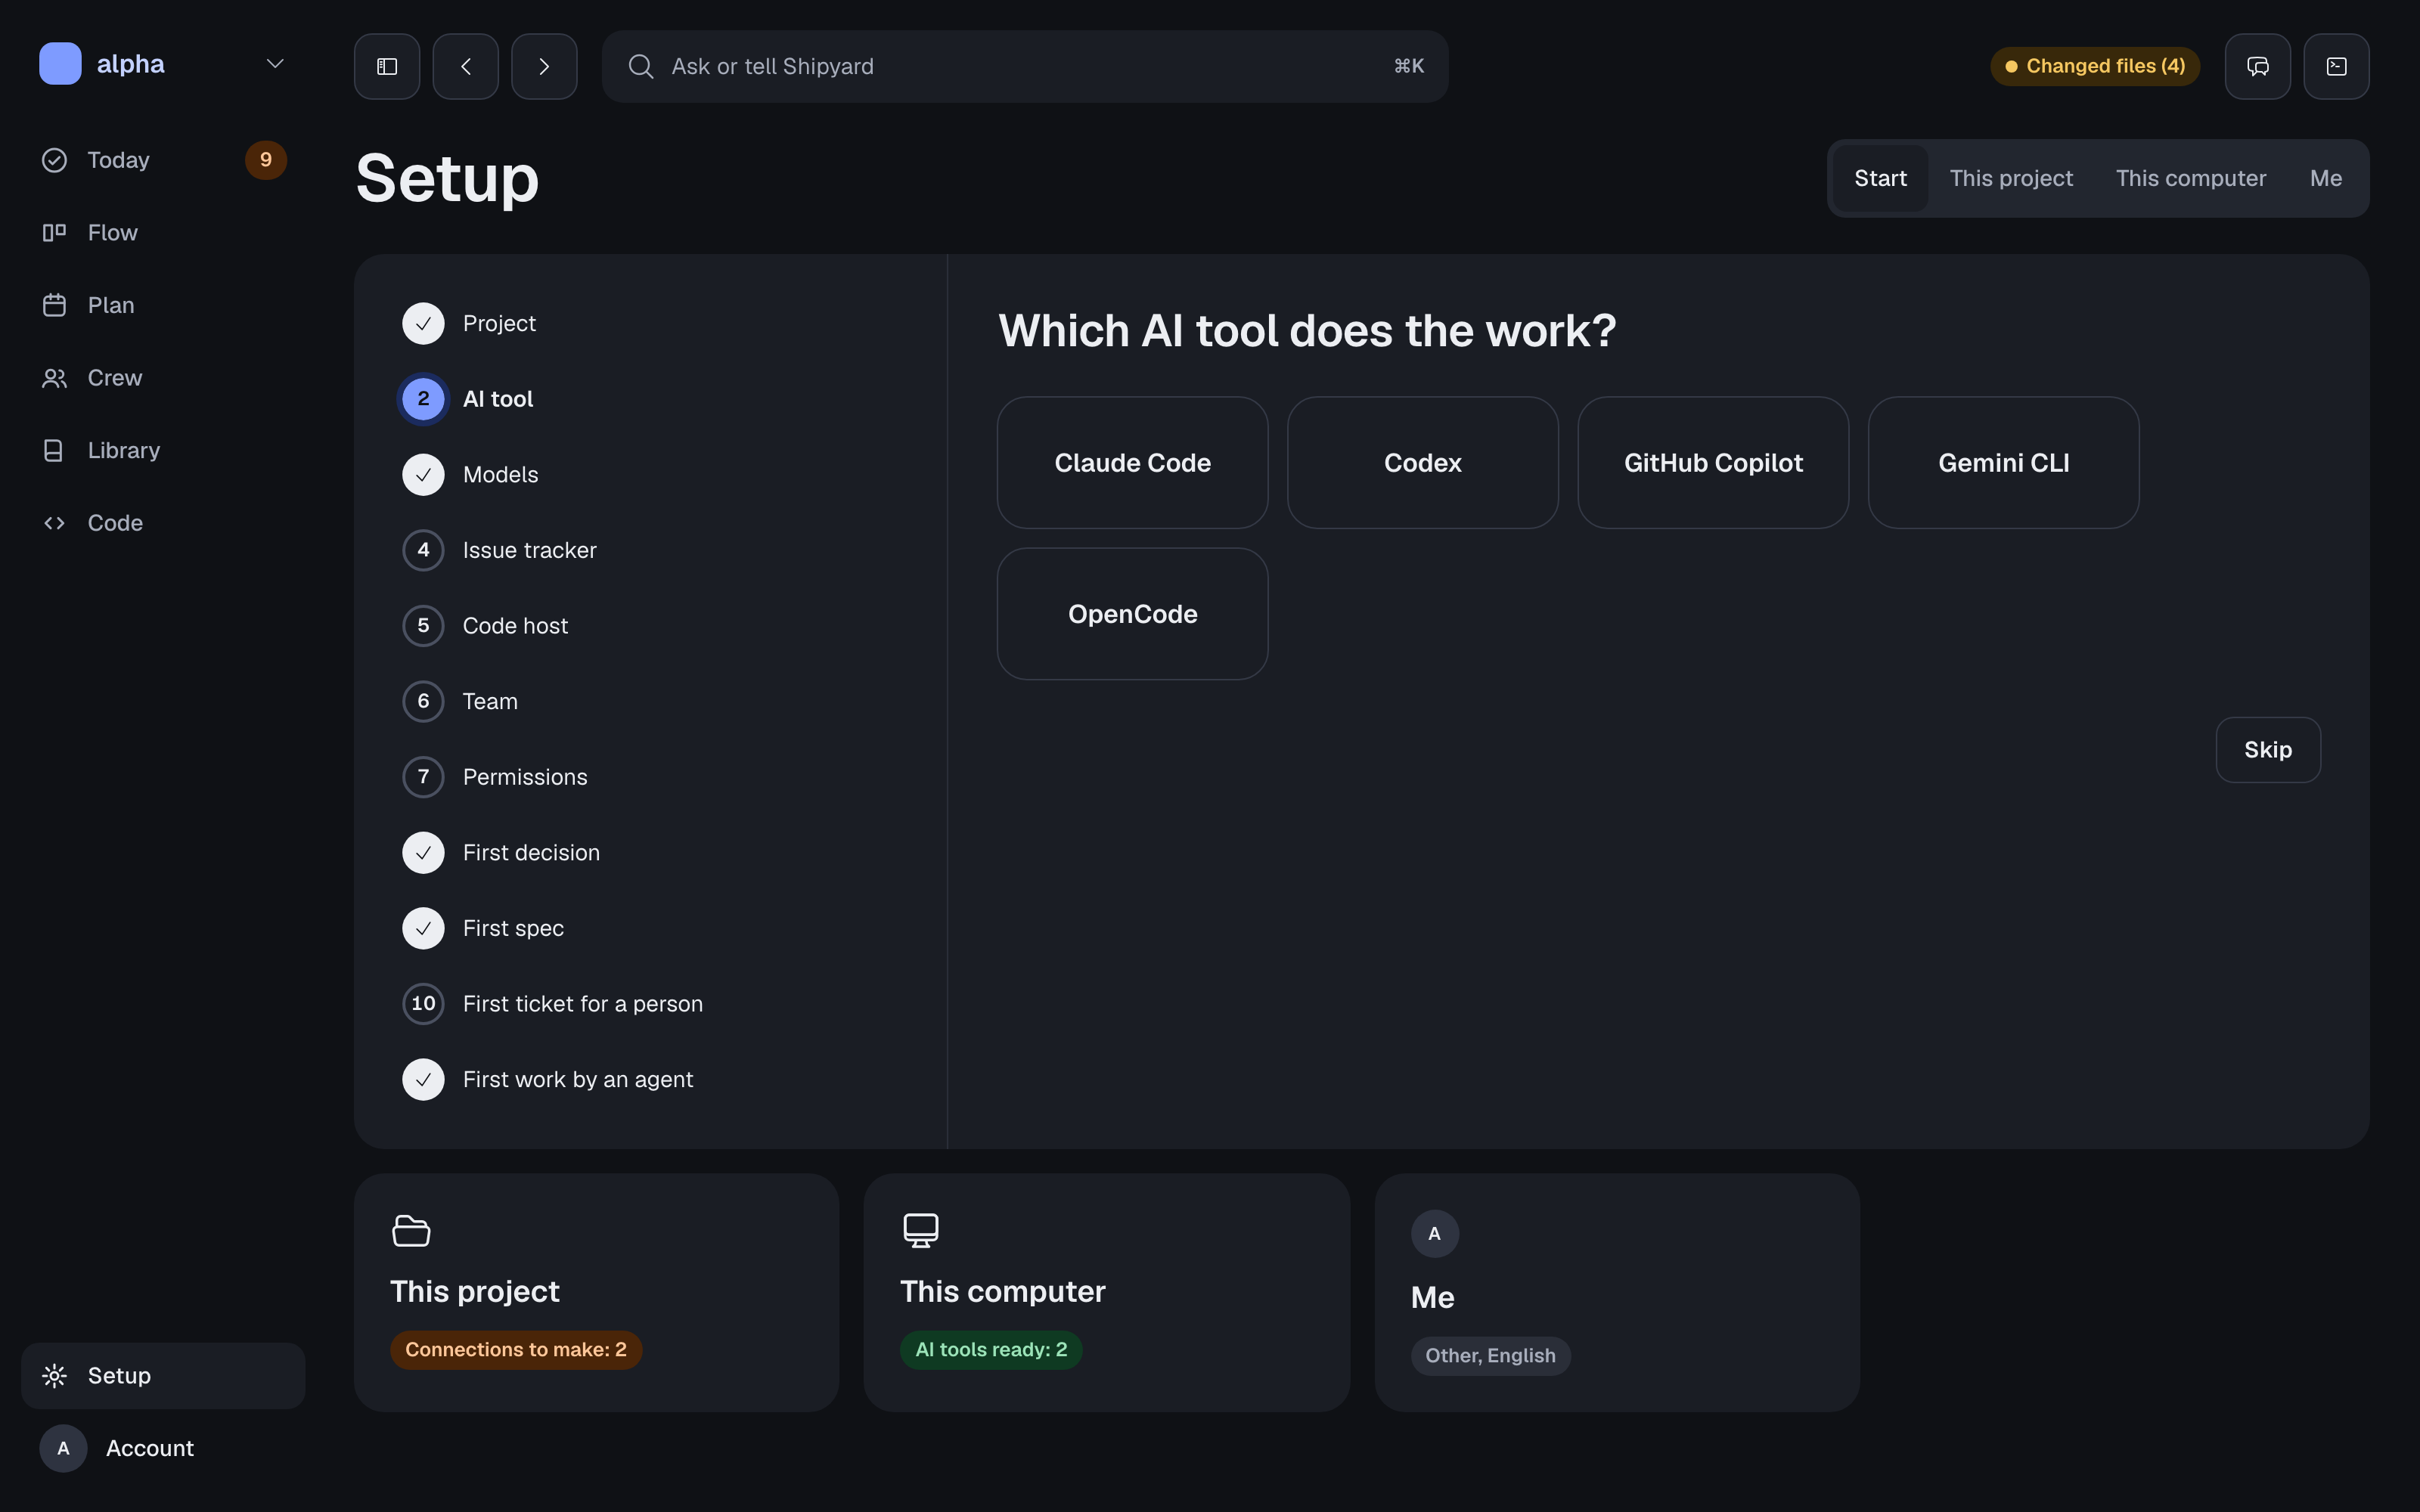 alpha
Ask or tell Shipyard
⌘K
Changed files (4)
Today
9
Flow
Plan
Crew
Library
Code
Setup
Start
This project
This computer
Me
Project
2
AI tool
Models
4
Issue tracker
5
Code host
6
Team
7
Permissions
First decision
First spec
10
First ticket for a person
First work by an agent
Which AI tool does the work?
Claude Code
Codex
GitHub Copilot
Gemini CLI
OpenCode
Skip
This project
Connections to make: 2
This computer
AI tools ready: 2
A
Me
Other, English
Setup
A
Account